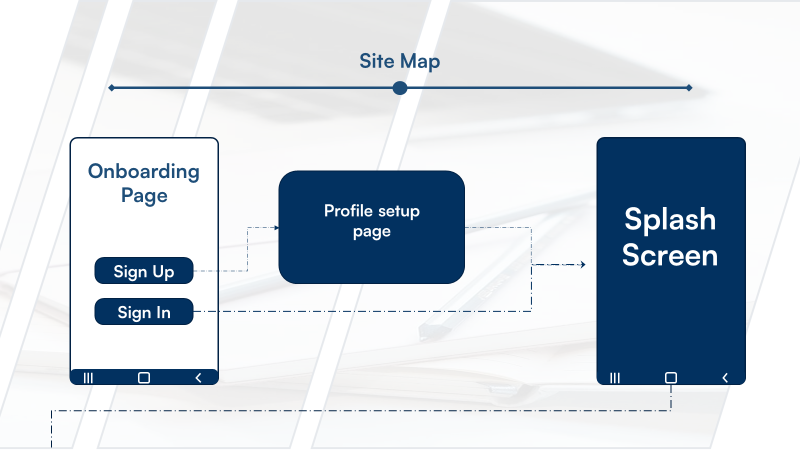 Site Map
Onboarding
Page
Sign Up
Sign In
Profile setup
page
Splash
Screen